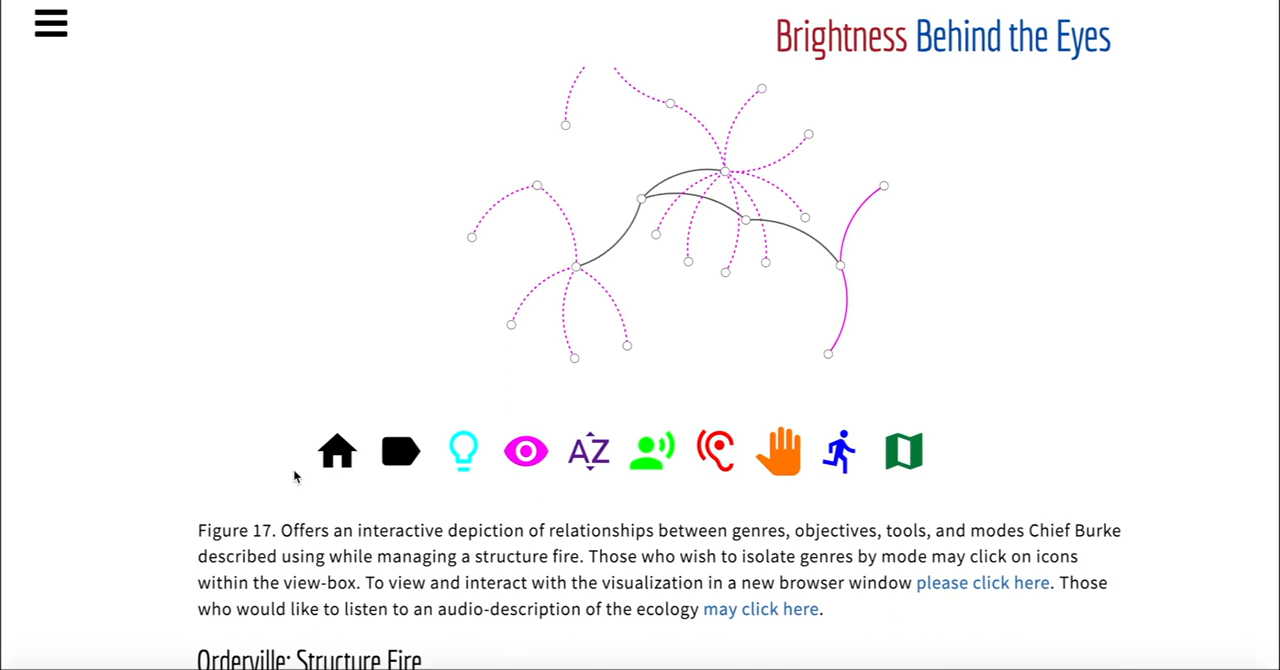 Brightness Behind the Eyes
AZ
Figure 17. Offers an interactive depiction of relationships between genres, objectives, tools, and modes Chief Burke
described using while managing a structure fire. Those who wish to isolate genres by mode may click on icons
within the view-box. To view and interact with the visualization in a new browser window please click here. Those
who would like to listen to an audio-description of the ecology may click here.
Orderville: Structure Fire